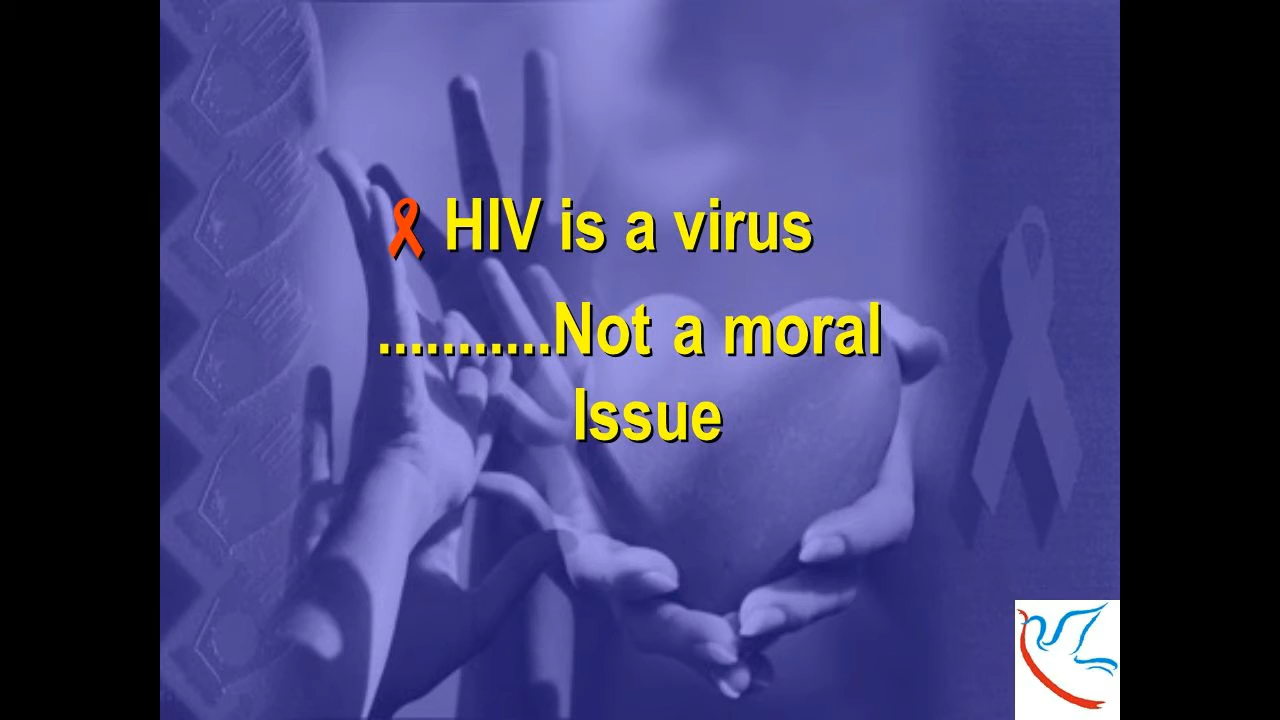 HIV is a virus
...........Not a moral
Issue